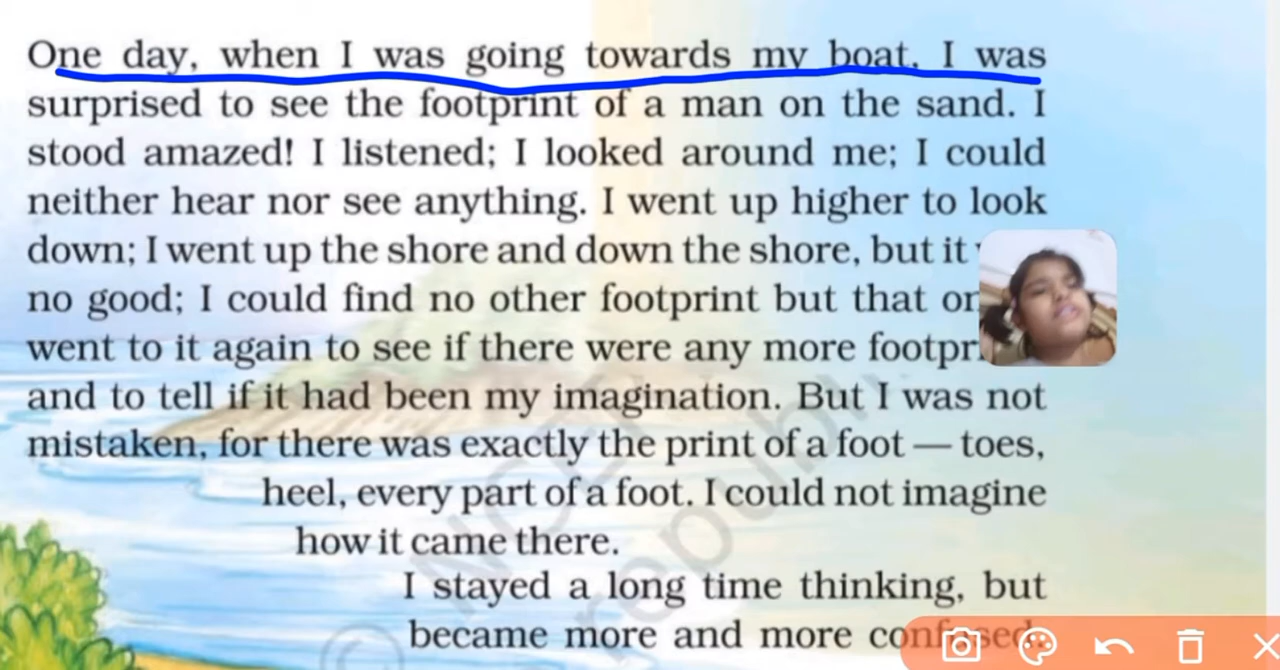 One day, when I was going towards my boat, I was
surprised to see the footprint of a man on the sand. I
stood amazed! I listened; I looked around me; I could
neither hear nor see anything. I went up higher to look
down; I went up the shore and down the shore, but it
no good; I could find no other footprint but that
went to it again to see if there were any more
and to tell if it had been my imagination. But I was not
mistaken, for there was exactly the print of a foot — toes,
heel, every part of a foot. I could not imagine
how it came there.
I stayed a long time thinking, but
became more and more confused.
© NCERT
republi